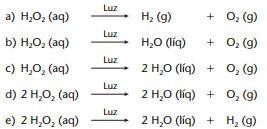 a) H₂O₂ (aq) Luz → H₂ (g) + O₂ (g)
b) H₂O₂ (aq) Luz → H₂O (líq) + O₂ (g)
c) H₂O₂ (aq) Luz → 2 H₂O (líq) + O₂ (g)
d) 2 H₂O₂ (aq) Luz → 2 H₂O (líq) + O₂ (g)
e) 2 H₂O₂ (aq) Luz → 2 H₂O (líq) + 2 H₂ (g)